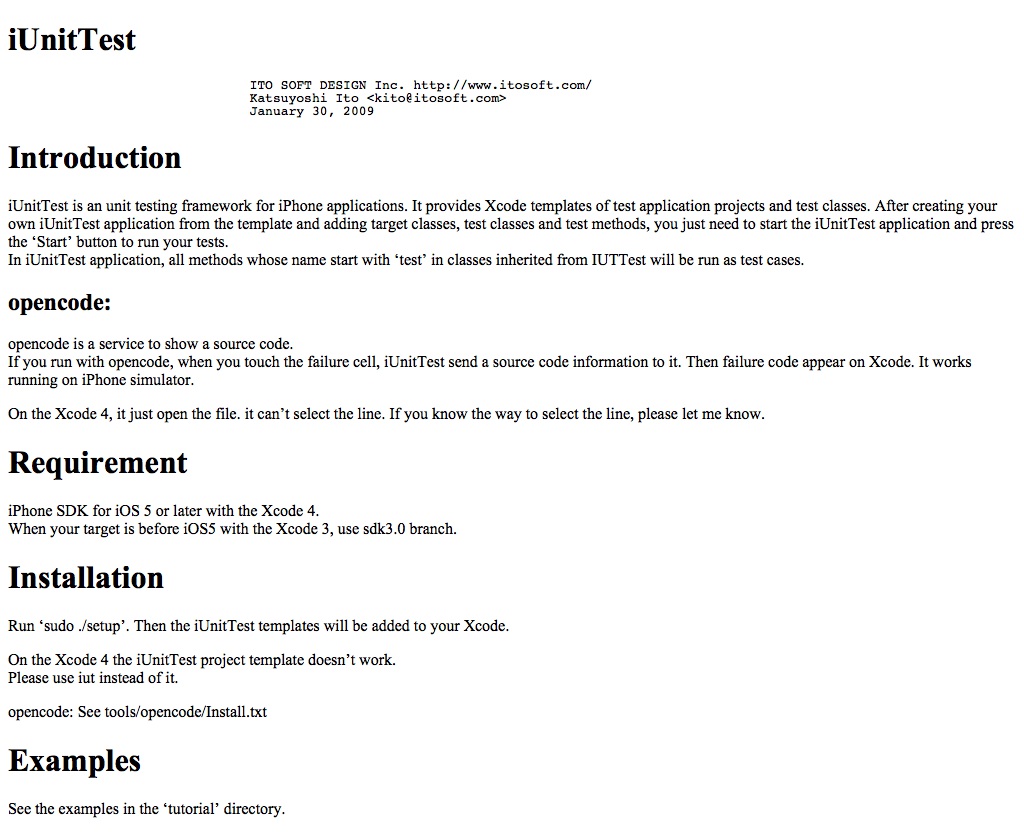 iUnitTest
ITO SOFT DESIGN Inc. http://www.itosoft.com/
Katsuyoshi Ito <kito@itosoft.com>
January 30, 2009
Introduction
iUnitTest is an unit testing framework for iPhone applications. It provides Xcode templates of test application projects and test classes. After creating your
own iUnitTest application from the template and adding target classes, test classes and test methods, you just need to start the iUnitTest application and press
the ‘Start’ button to run your tests.
In iUnitTest application, all methods whose name start with ‘test’ in classes inherited from IUTTest will be run as test cases.
opencode:
opencode is a service to show a source code.
If you run with opencode, when you touch the failure cell, iUnitTest send a source code information to it. Then failure code appear on Xcode. It works
running on iPhone simulator.
On the Xcode 4, it just open the file. it can’t select the line. If you know the way to select the line, please let me know.
Requirement
iPhone SDK for iOS 5 or later with the Xcode 4.
When your target is before iOS5 with the Xcode 3, use sdk3.0 branch.
Installation
Run ‘sudo ./setup’. Then the iUnitTest templates will be added to your Xcode.
On the Xcode 4 the iUnitTest project template doesn’t work.
Please use iut instead of it.
opencode: See tools/opencode/Install.txt
Examples
See the examples in the ‘tutorial’ directory.